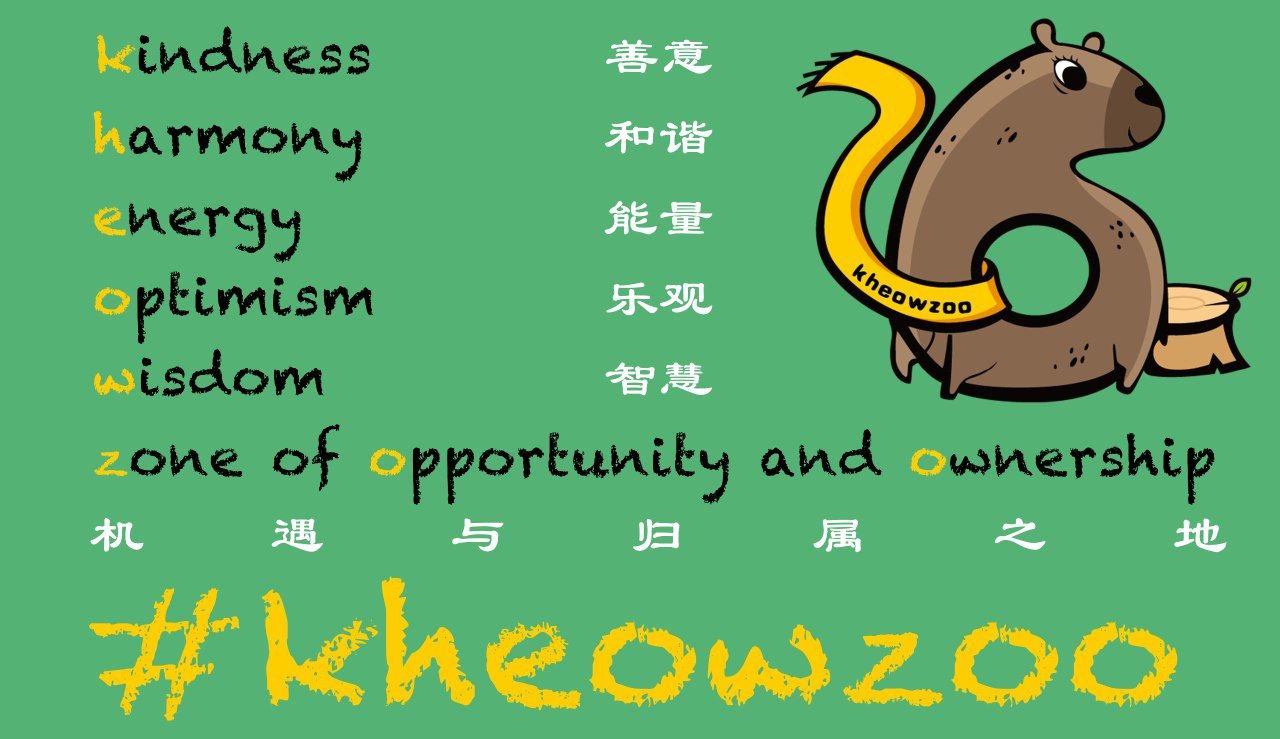 kindness 善意
harmony 和谐
energy 能量
optimism 乐观
wisdom 智慧
kheowzoo
zone of opportunity and ownership
机 遇 与 归 属 之 地
#kheowzoo